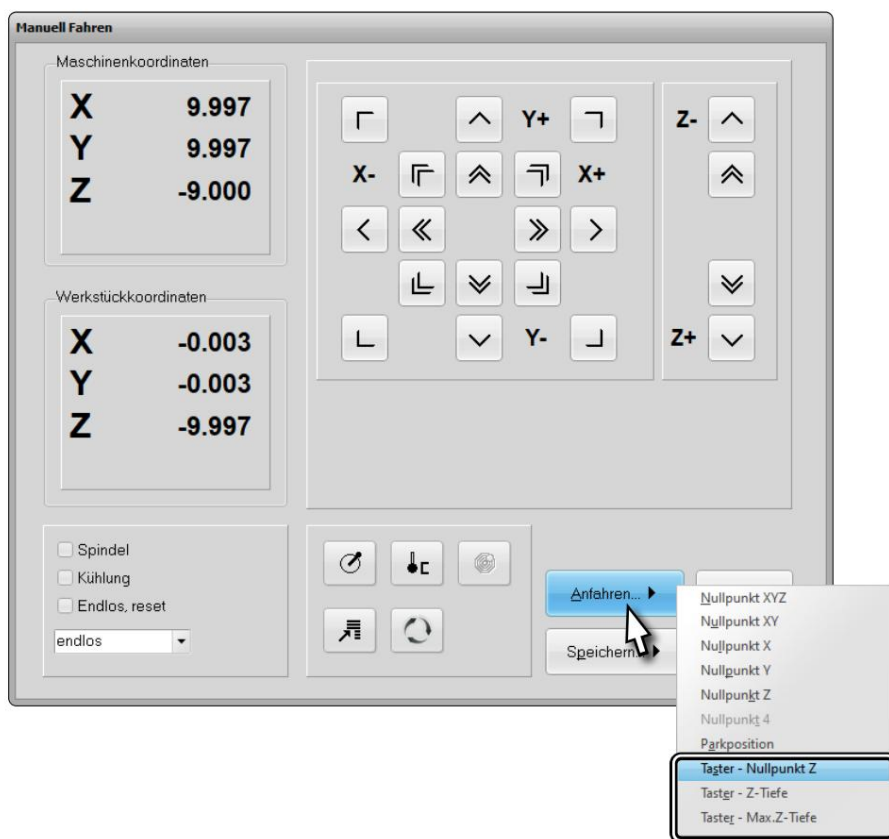 Manuell Fahren
Maschinenkoordinaten
X 9.997
Y 9.997
Z -9.000
Y+
Z-
X- X+
Y-
Z+
Werkstückkoordinaten
X -0.003
Y -0.003
Z -9.997
Spindel
Kühlung
Endlos, reset
endlos
C
Anfahren...
Speichern...
Nullpunkt XYZ
Nullpunkt XY
Nullpunkt X
Nullpunkt Y
Nullpunkt Z
Nullpunkt 4
Parkposition
Taster - Nullpunkt Z
Taster - Z-Tiefe
Taster - Max.Z-Tiefe